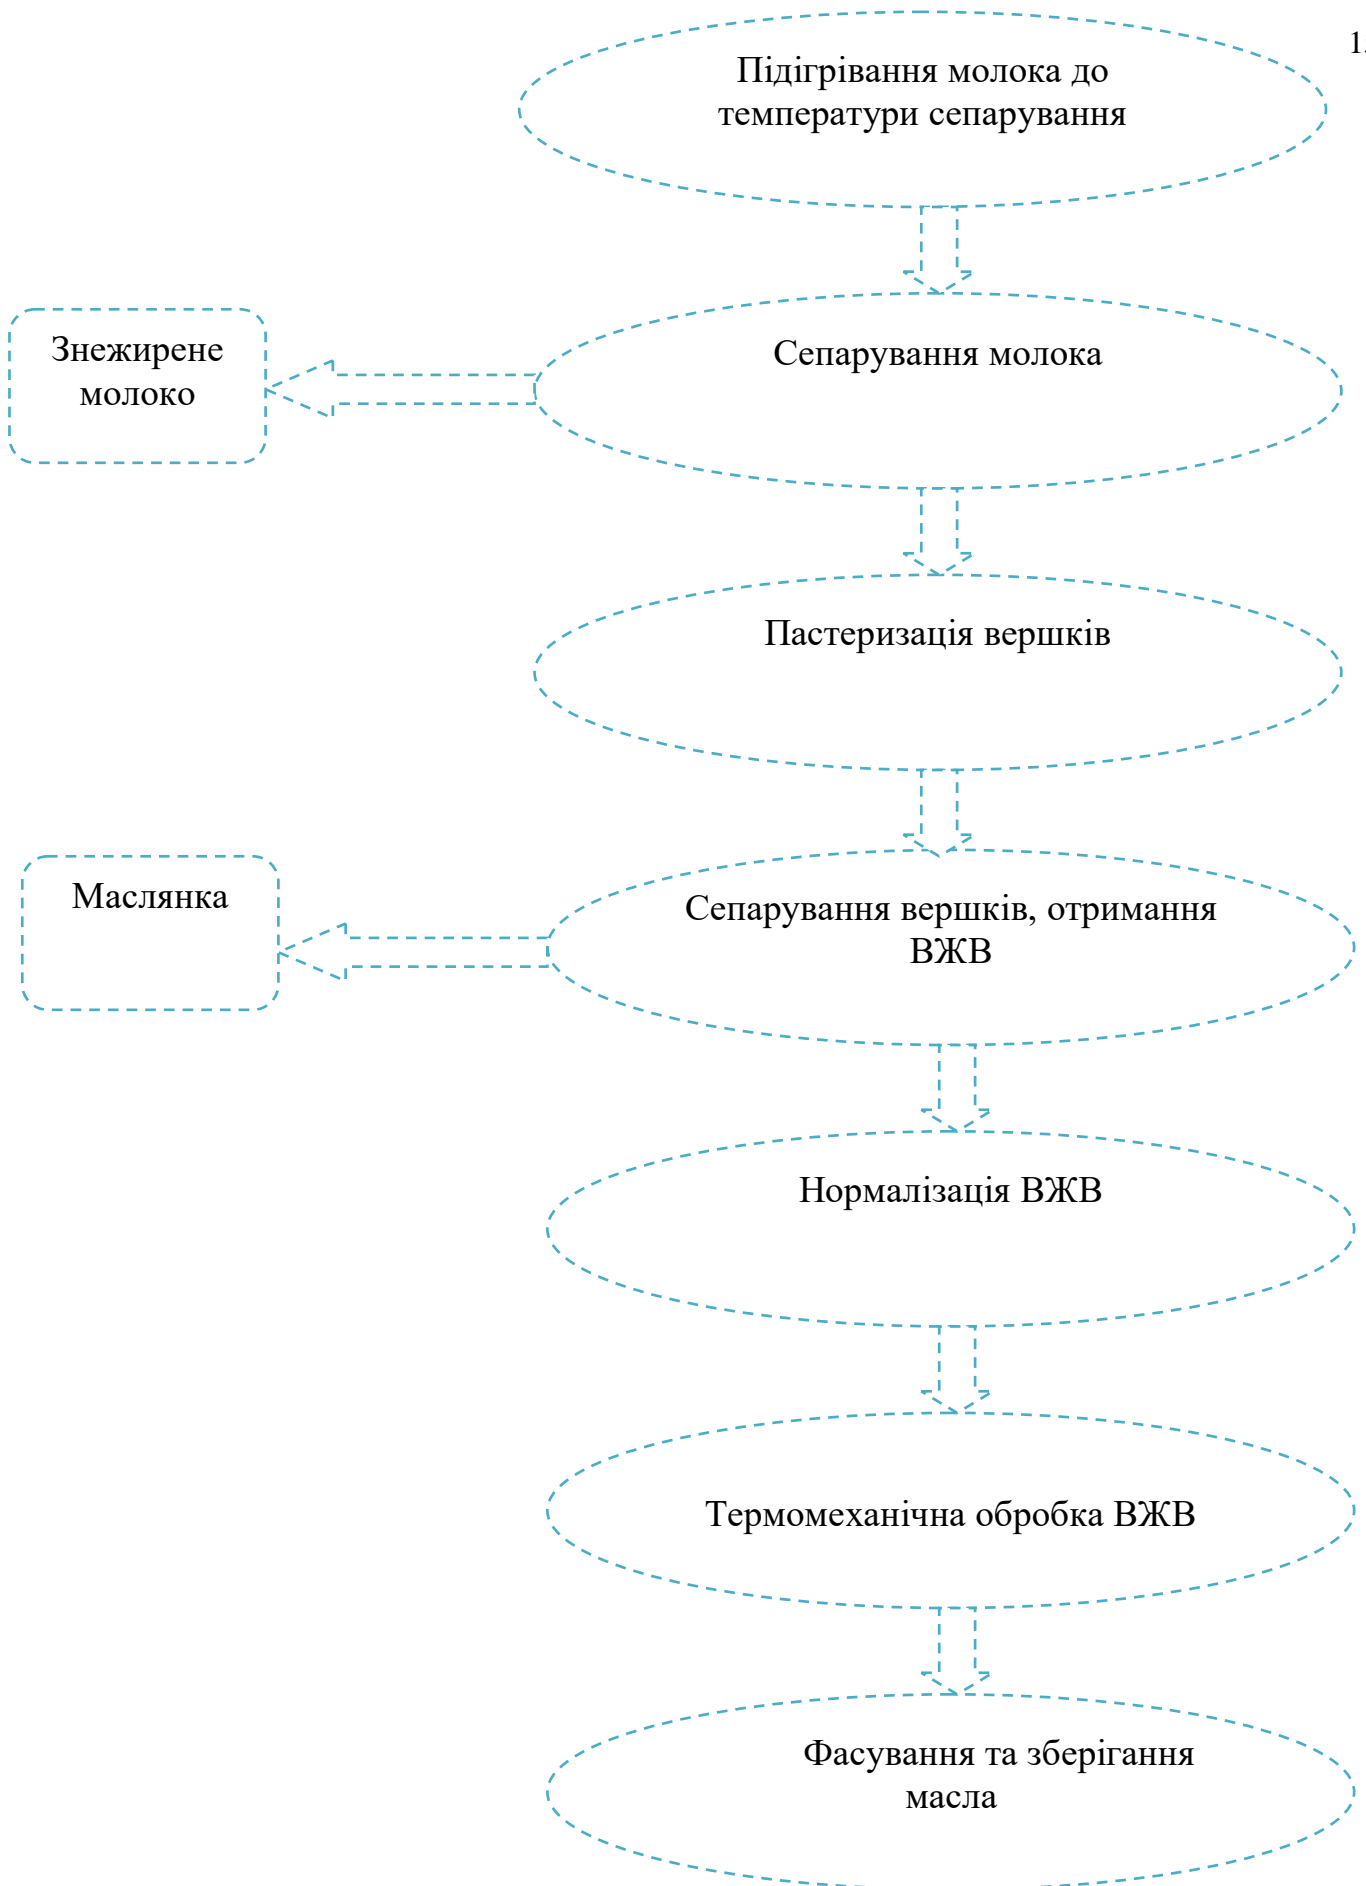 1.
Підігрівання молока до
температури сепарування
Сепарування молока
Знежирене
молоко
Пастеризація вершків
Сепарування вершків, отримання
ВЖВ
Маслянка
Нормалізація ВЖВ
Термомеханічна обробка ВЖВ
Фасування та зберігання
масла